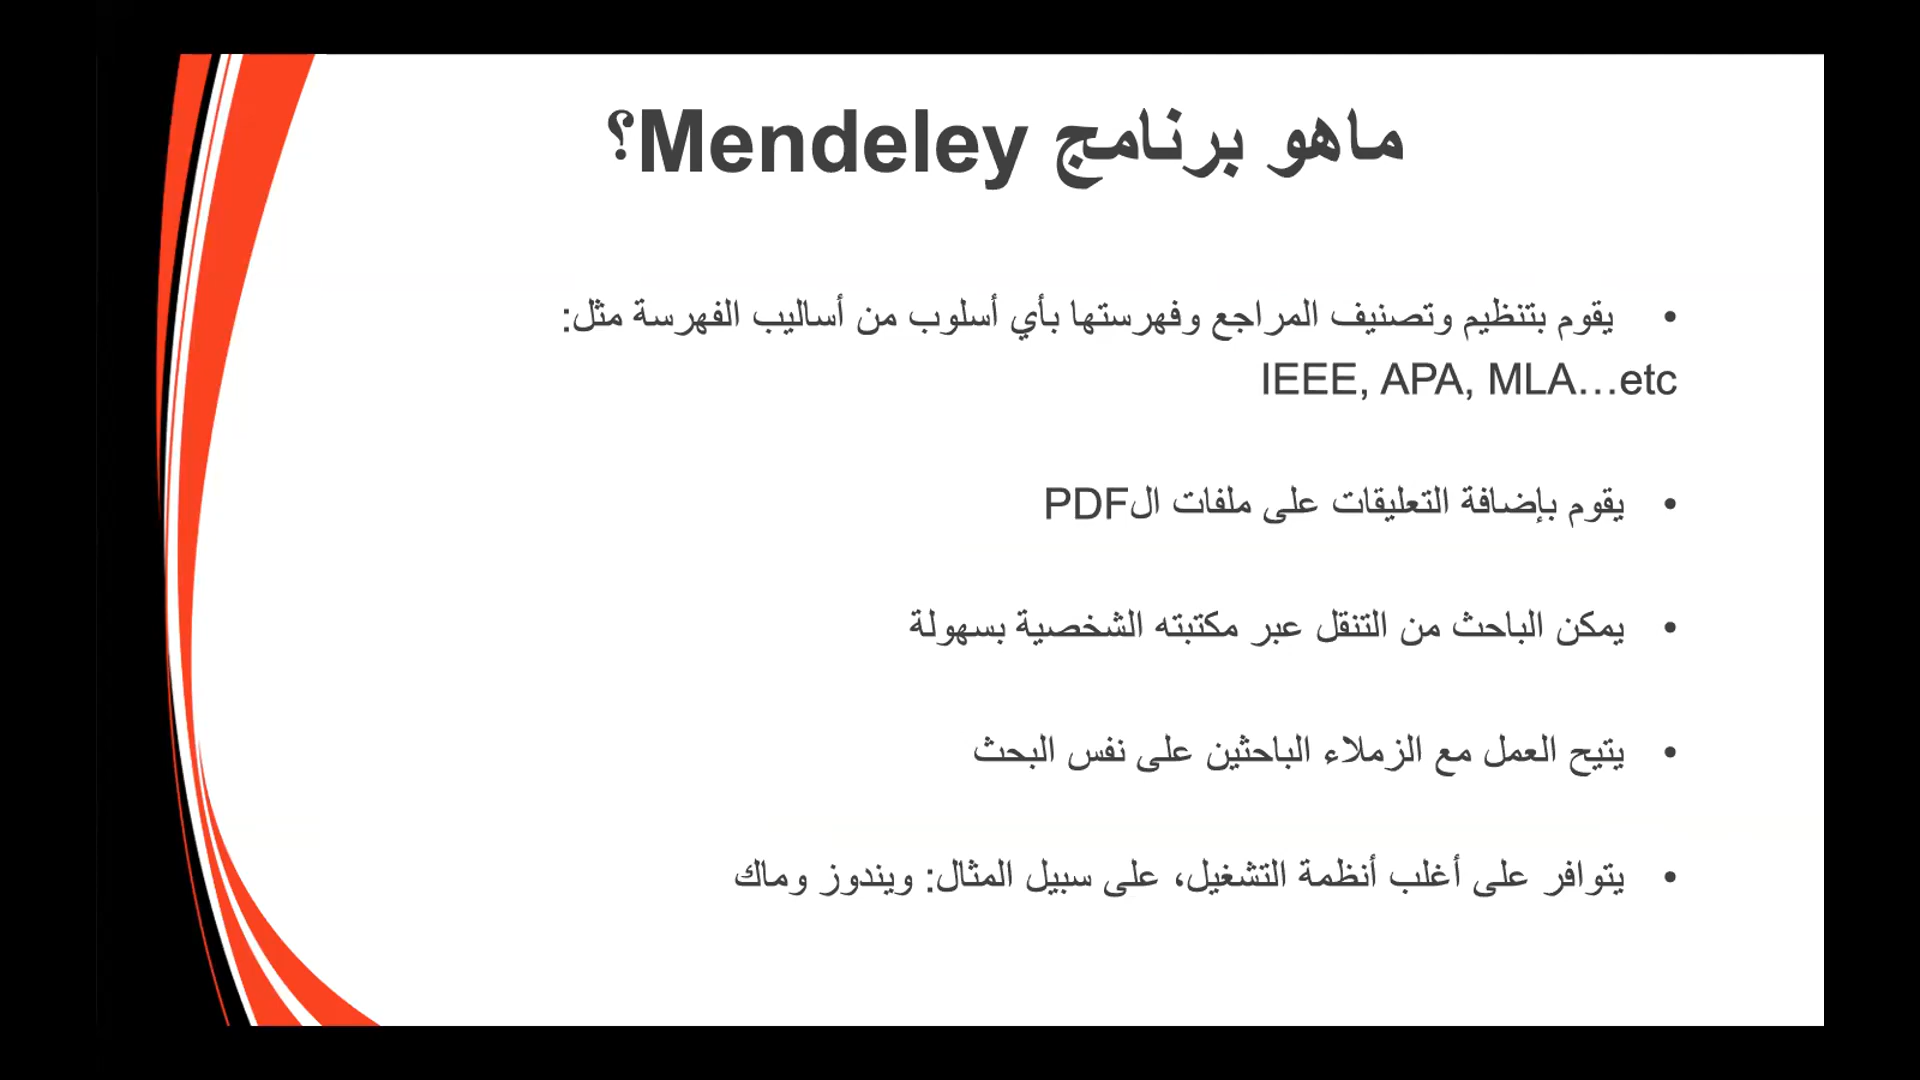 ماهو برنامج Mendeley؟
• يقوم بتنظيم وتصنيف المراجع وفهرستها بأي أسلوب من أساليب الفهرسة مثل:
IEEE, APA, MLA…etc
• يقوم بإضافة التعليقات على ملفات الPDF
• يمكن الباحث من التنقل عبر مكتبته الشخصية بسهولة
• يتيح العمل مع الزملاء الباحثين على نفس البحث
• يتوافر على أغلب أنظمة التشغيل، على سبيل المثال: ويندوز وماك